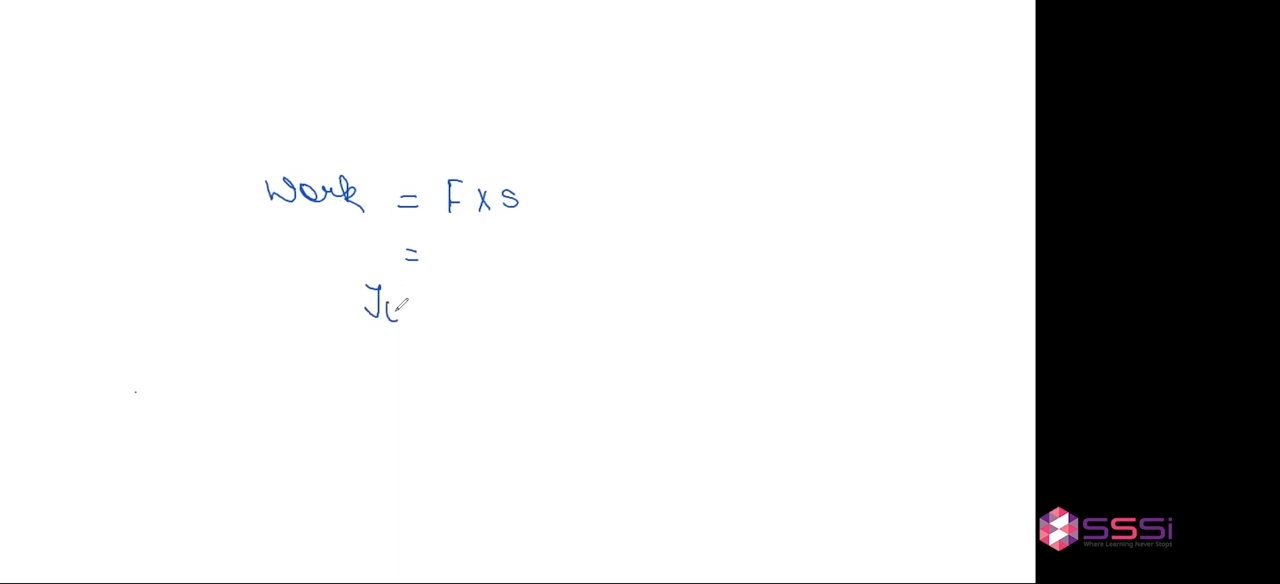 Work = F x s
=
J
SSSi
Where Learning Never Stops